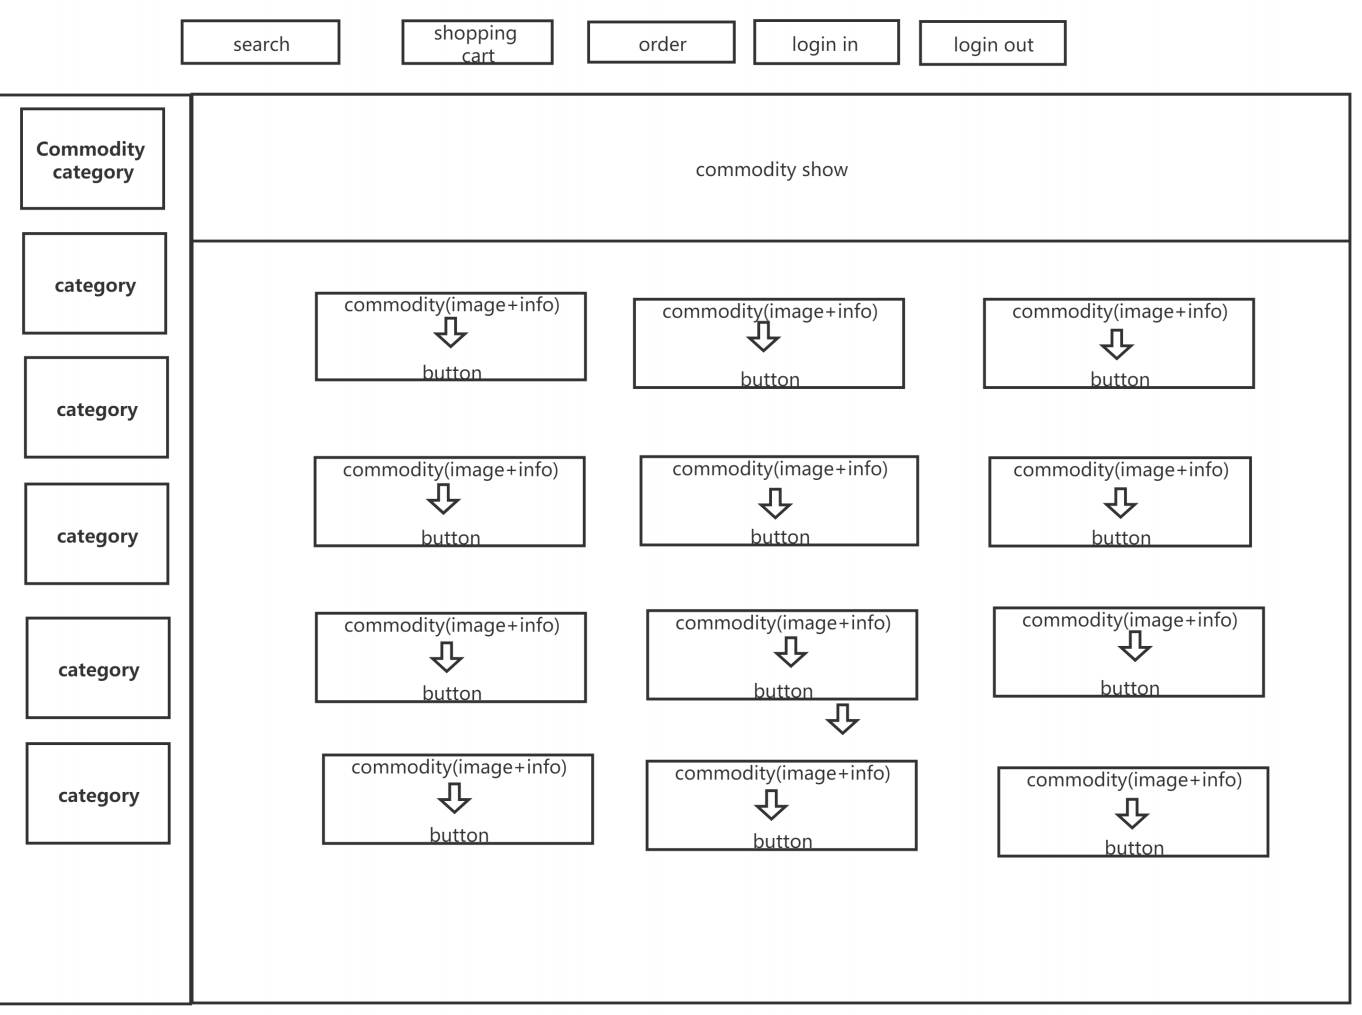 search
shopping
cart
order
login in
login out
Commodity
category
commodity show
category
category
category
category
category
commodity(image+info)
button
commodity(image+info)
button
commodity(image+info)
button
commodity(image+info)
button
commodity(image+info)
button
commodity(image+info)
button
commodity(image+info)
button
commodity(image+info)
button
commodity(image+info)
button
commodity(image+info)
button
commodity(image+info)
button
commodity(image+info)
button